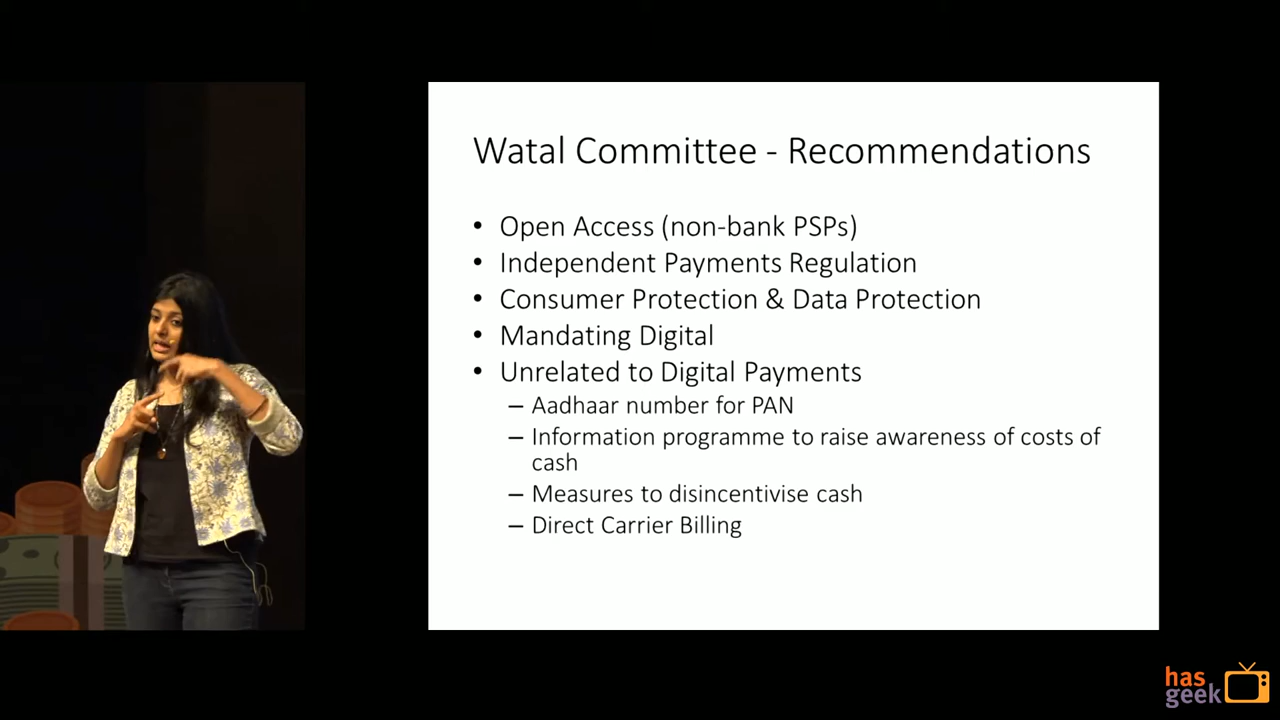 Watal Committee - Recommendations
• Open Access (non-bank PSPs)
• Independent Payments Regulation
• Consumer Protection & Data Protection
• Mandating Digital
• Unrelated to Digital Payments
– Aadhaar number for PAN
– Information programme to raise awareness of costs of
cash
– Measures to disincentivise cash
– Direct Carrier Billing
has
geek